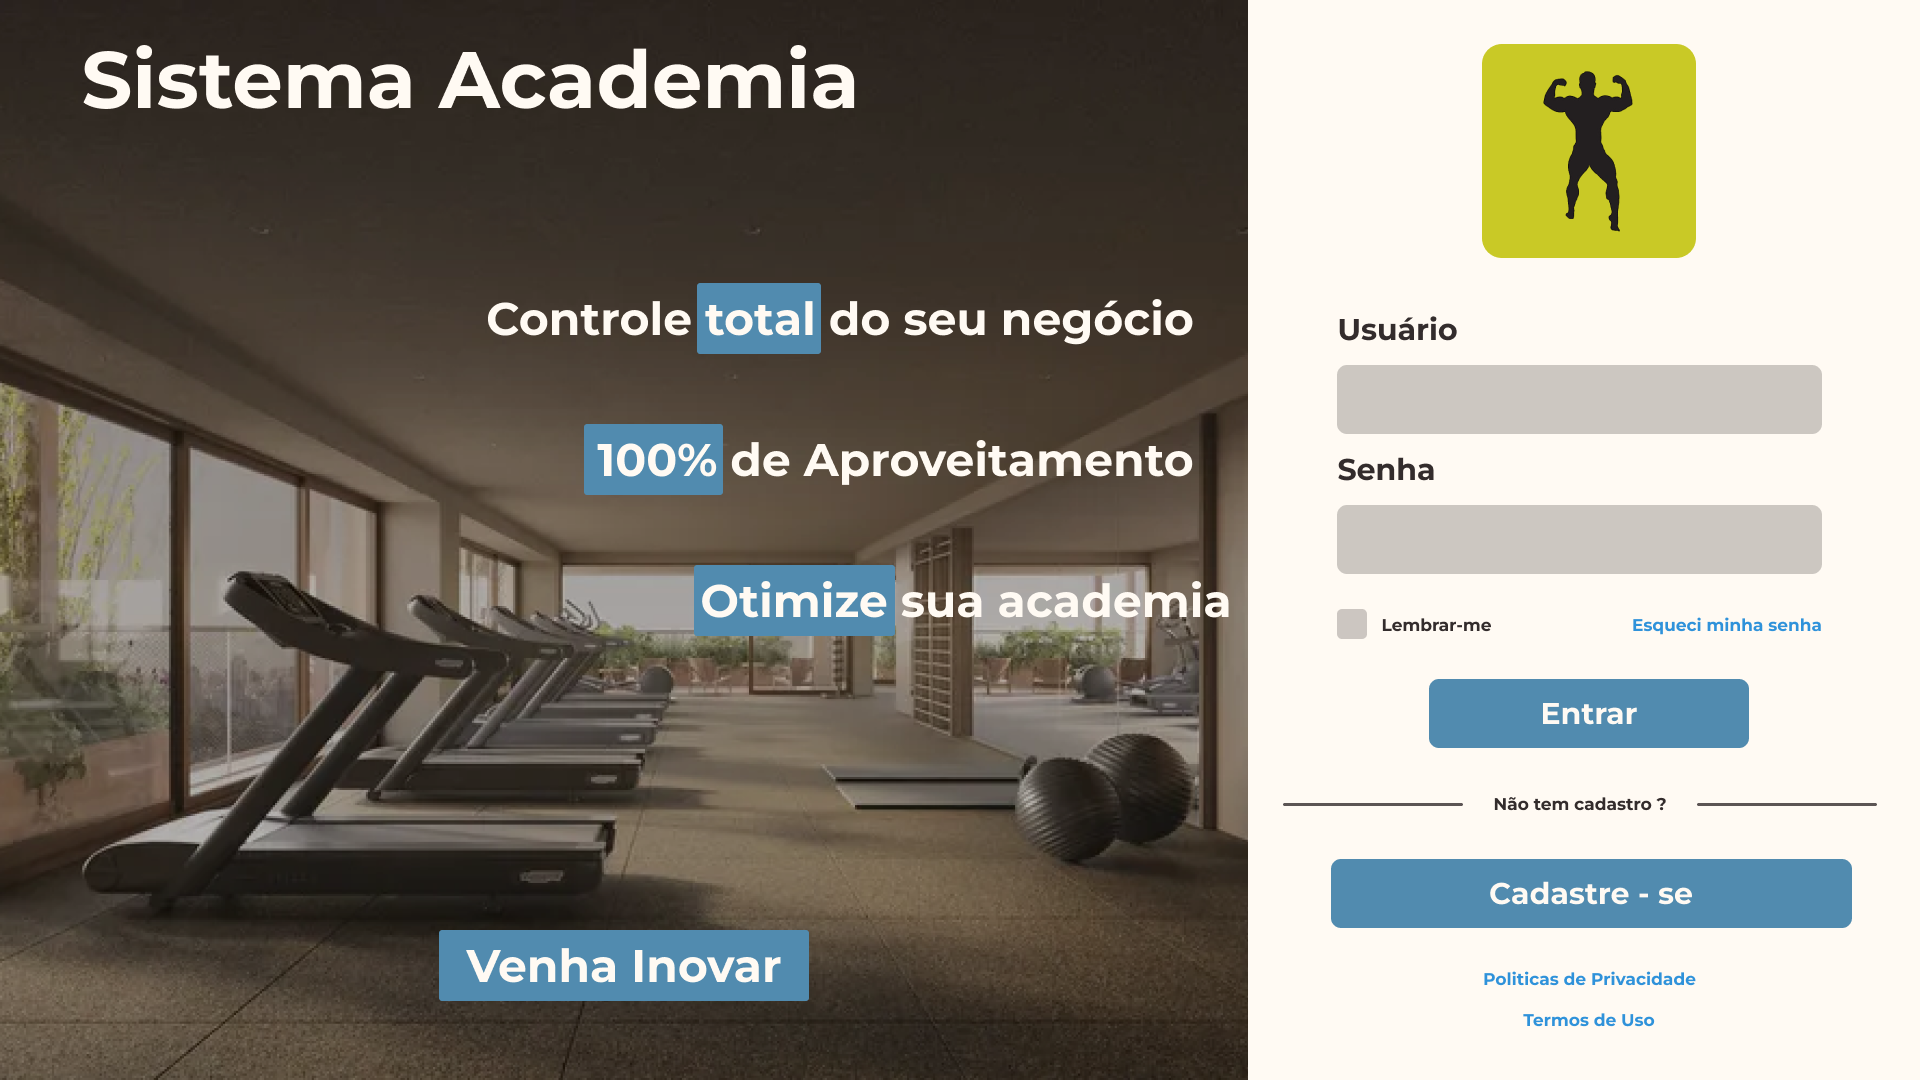 Sistema Academia
Controle total do seu negócio
100% de Aproveitamento
Otimize sua academia
Venha Inovar
Usuário
Senha
Lembrar-me
Esqueci minha senha
Entrar
Não tem cadastro ?
Cadastre - se
Politicas de Privacidade
Termos de Uso